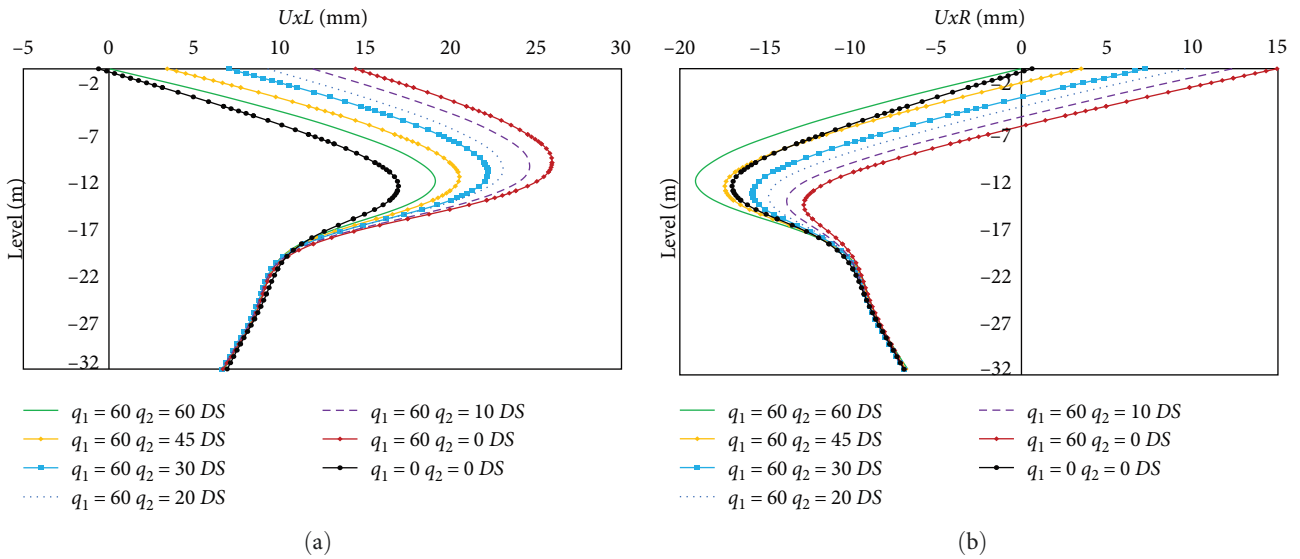 UxL (mm)
−5 0 5 10 15 20 25 30
−2
−7
−12
−17
−22
−27
−32
Level (m)
q1 = 60 q2 = 60 DS
q1 = 60 q2 = 45 DS
q1 = 60 q2 = 30 DS
q1 = 60 q2 = 20 DS
q1 = 60 q2 = 10 DS
q1 = 60 q2 = 0 DS
q1 = 0 q2 = 0 DS
(a)
UxR (mm)
−20 −15 −10 −5 0 5 10 15
−2
−7
−12
−17
−22
−27
−32
Level (m)
q1 = 60 q2 = 60 DS
q1 = 60 q2 = 45 DS
q1 = 60 q2 = 30 DS
q1 = 60 q2 = 20 DS
q1 = 60 q2 = 10 DS
q1 = 60 q2 = 0 DS
q1 = 0 q2 = 0 DS
(b)